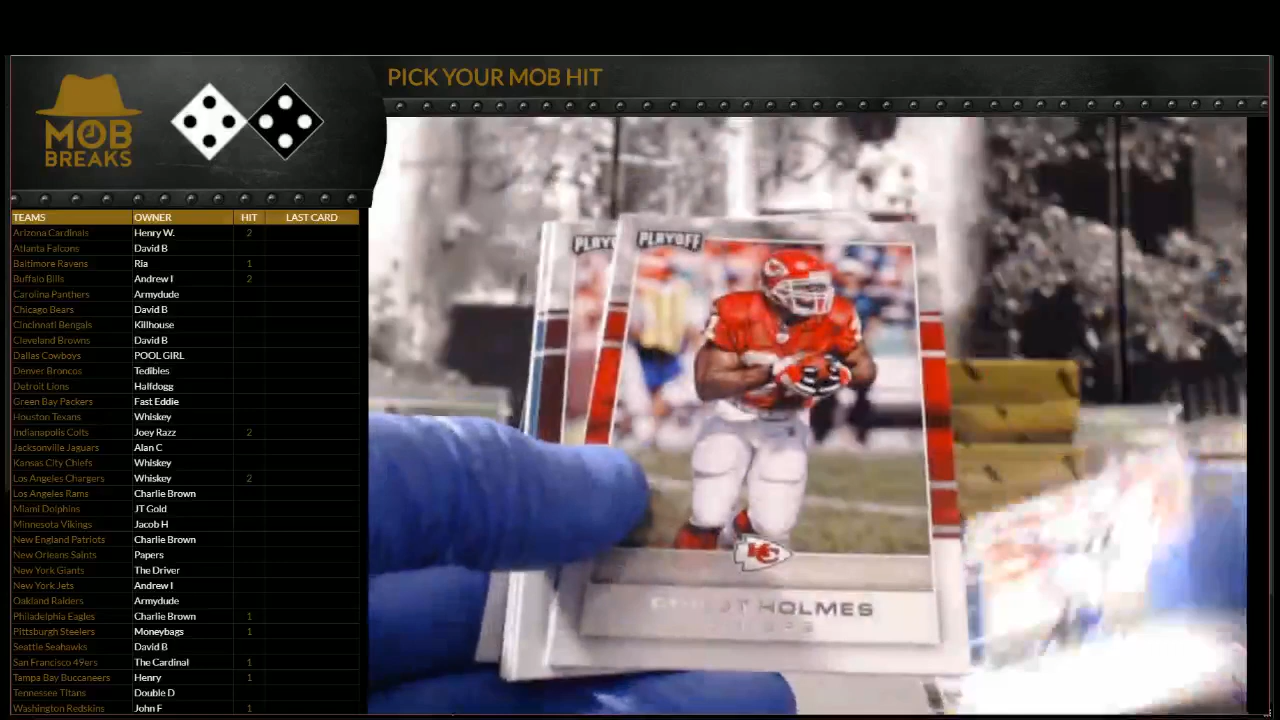 PICK YOUR MOB HIT
MOB
BREAKS
TEAMS OWNER HIT LAST CARD
Arizona Cardinals Henry W. 2
Atlanta Falcons David B
Baltimore Ravens Ria 1
Buffalo Bills Andrew I 2
Carolina Panthers Armydude
Chicago Bears David B
Cincinnati Bengals Killhouse
Cleveland Browns David B
Dallas Cowboys POOL GIRL
Denver Broncos Tedibles
Detroit Lions Halfdogg
Green Bay Packers Fast Eddie
Houston Texans Whiskey
Indianapolis Colts Joey Razz 2
Jacksonville Jaguars Alan C
Kansas City Chiefs Whiskey
Los Angeles Chargers Whiskey 2
Los Angeles Rams Charlie Brown
Miami Dolphins JT Gold
Minnesota Vikings Jacob H
New England Patriots Charlie Brown
New Orleans Saints Papers
New York Giants The Driver
New York Jets Andrew I
Oakland Raiders Armydude
Philadelphia Eagles Charlie Brown 1
Pittsburgh Steelers Moneybags 1
Seattle Seahawks David B
San Francisco 49ers The Cardinal 1
Tampa Bay Buccaneers Henry 1
Tennessee Titans Double D
Washington Redskins John F 1
PLAYOFF
KC
HOLMES